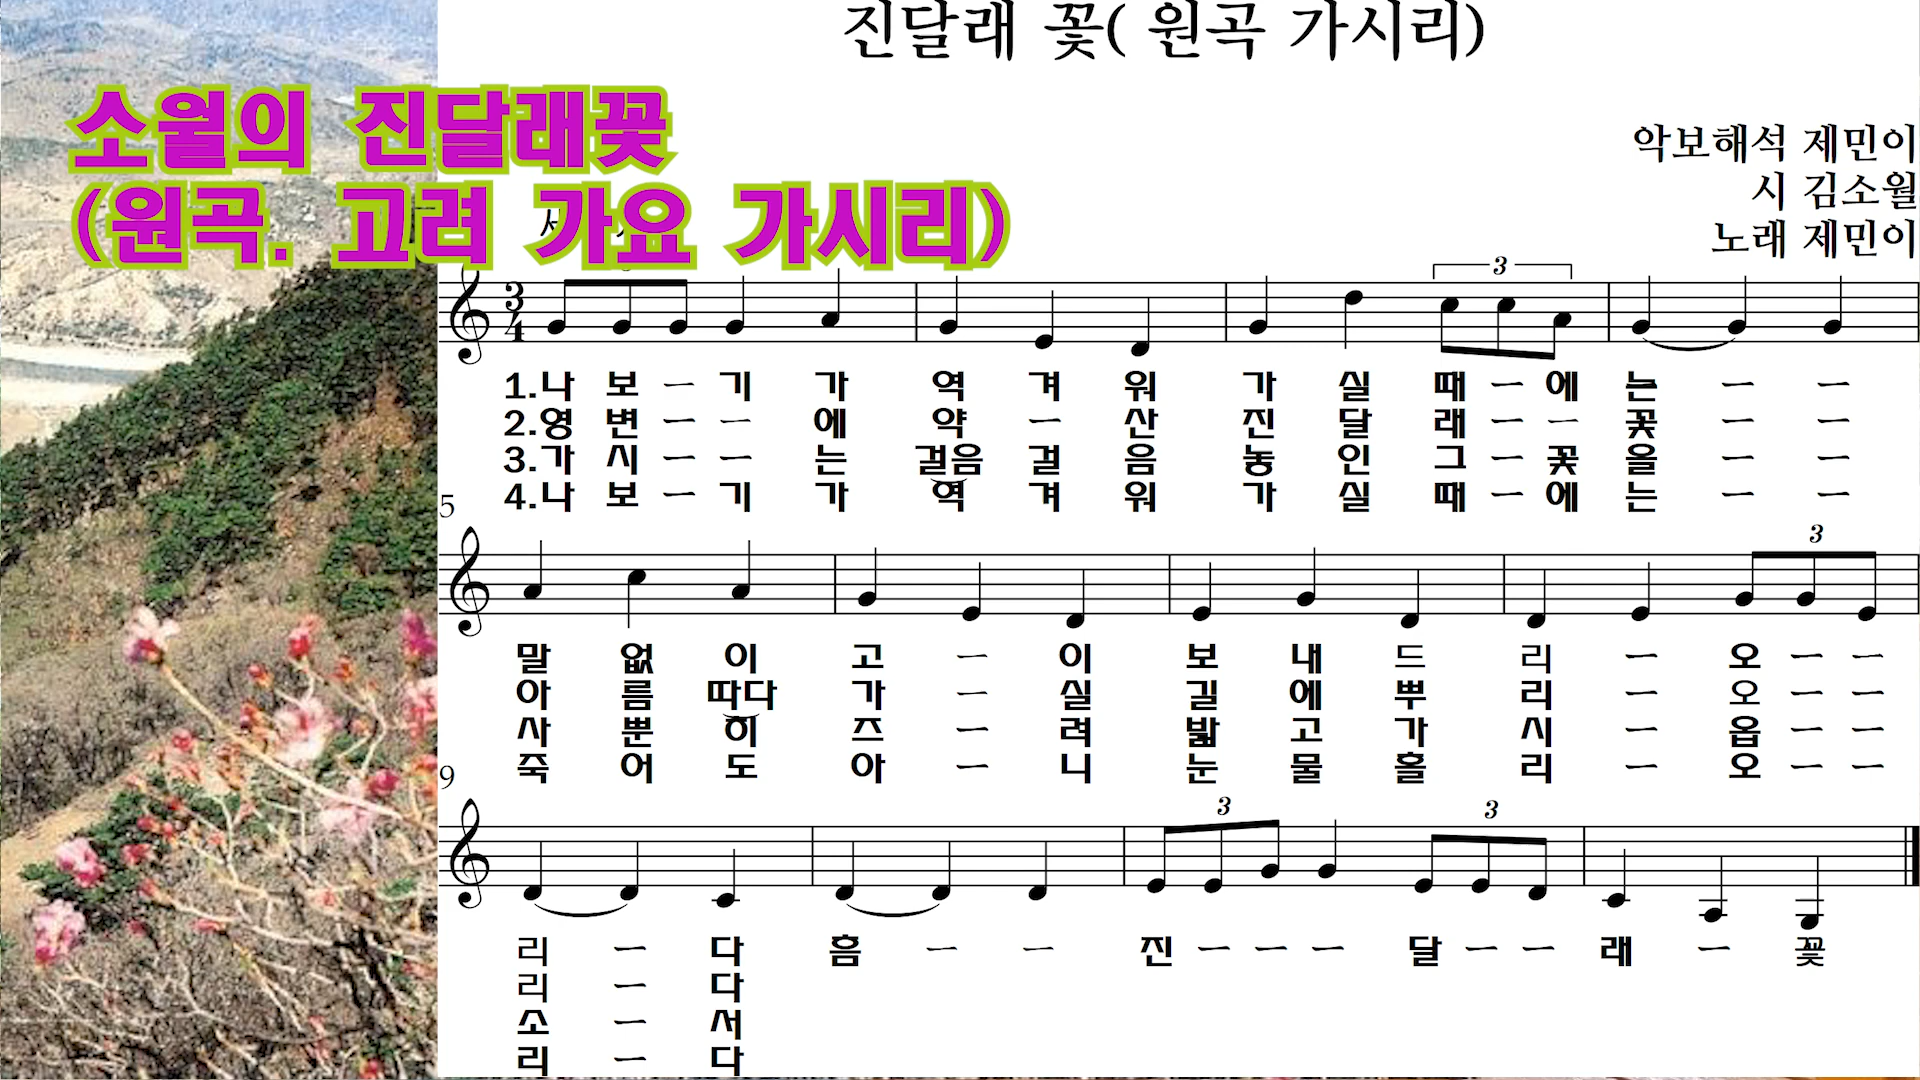 진달래 꽃( 원곡 가시리)
소월의 진달래꽃
(원곡. 고려 가요 가시리)
악보해석 제민이
시 김소월
노래 제민이
3
3
4
1.나 보 ㅡ 기 가 역 겨 워 가 실 때 ㅡ 에 는 ㅡ ㅡ
2.영 변 ㅡ ㅡ 에 약 ㅡ 산 진 달 래 ㅡ ㅡ 꽃 ㅡ ㅡ
3.가 시 ㅡ ㅡ 는 걸음 걸 음 놓 인 그 ㅡ 꽃 을 ㅡ ㅡ
4.나 보 ㅡ 기 가 역 겨 워 가 실 때 ㅡ 에 는 ㅡ ㅡ
5
3
말 없 이 고 ㅡ 이 보 내 드 리 ㅡ 오 ㅡ ㅡ
아 름 따다 가 ㅡ 실 길 에 뿌 리 ㅡ 오 ㅡ ㅡ
사 뿐 히 즈 ㅡ 려 밟 고 가 시 ㅡ 옵 ㅡ ㅡ
죽 어 도 아 ㅡ 니 눈 물 흘 리 ㅡ 오 ㅡ ㅡ
9
3 3
리 ㅡ 다 흠 ㅡ ㅡ 진 ㅡ ㅡ ㅡ 달 ㅡ ㅡ 래 ㅡ 꽃
리 ㅡ 다
소 ㅡ 서
리 ㅡ 다